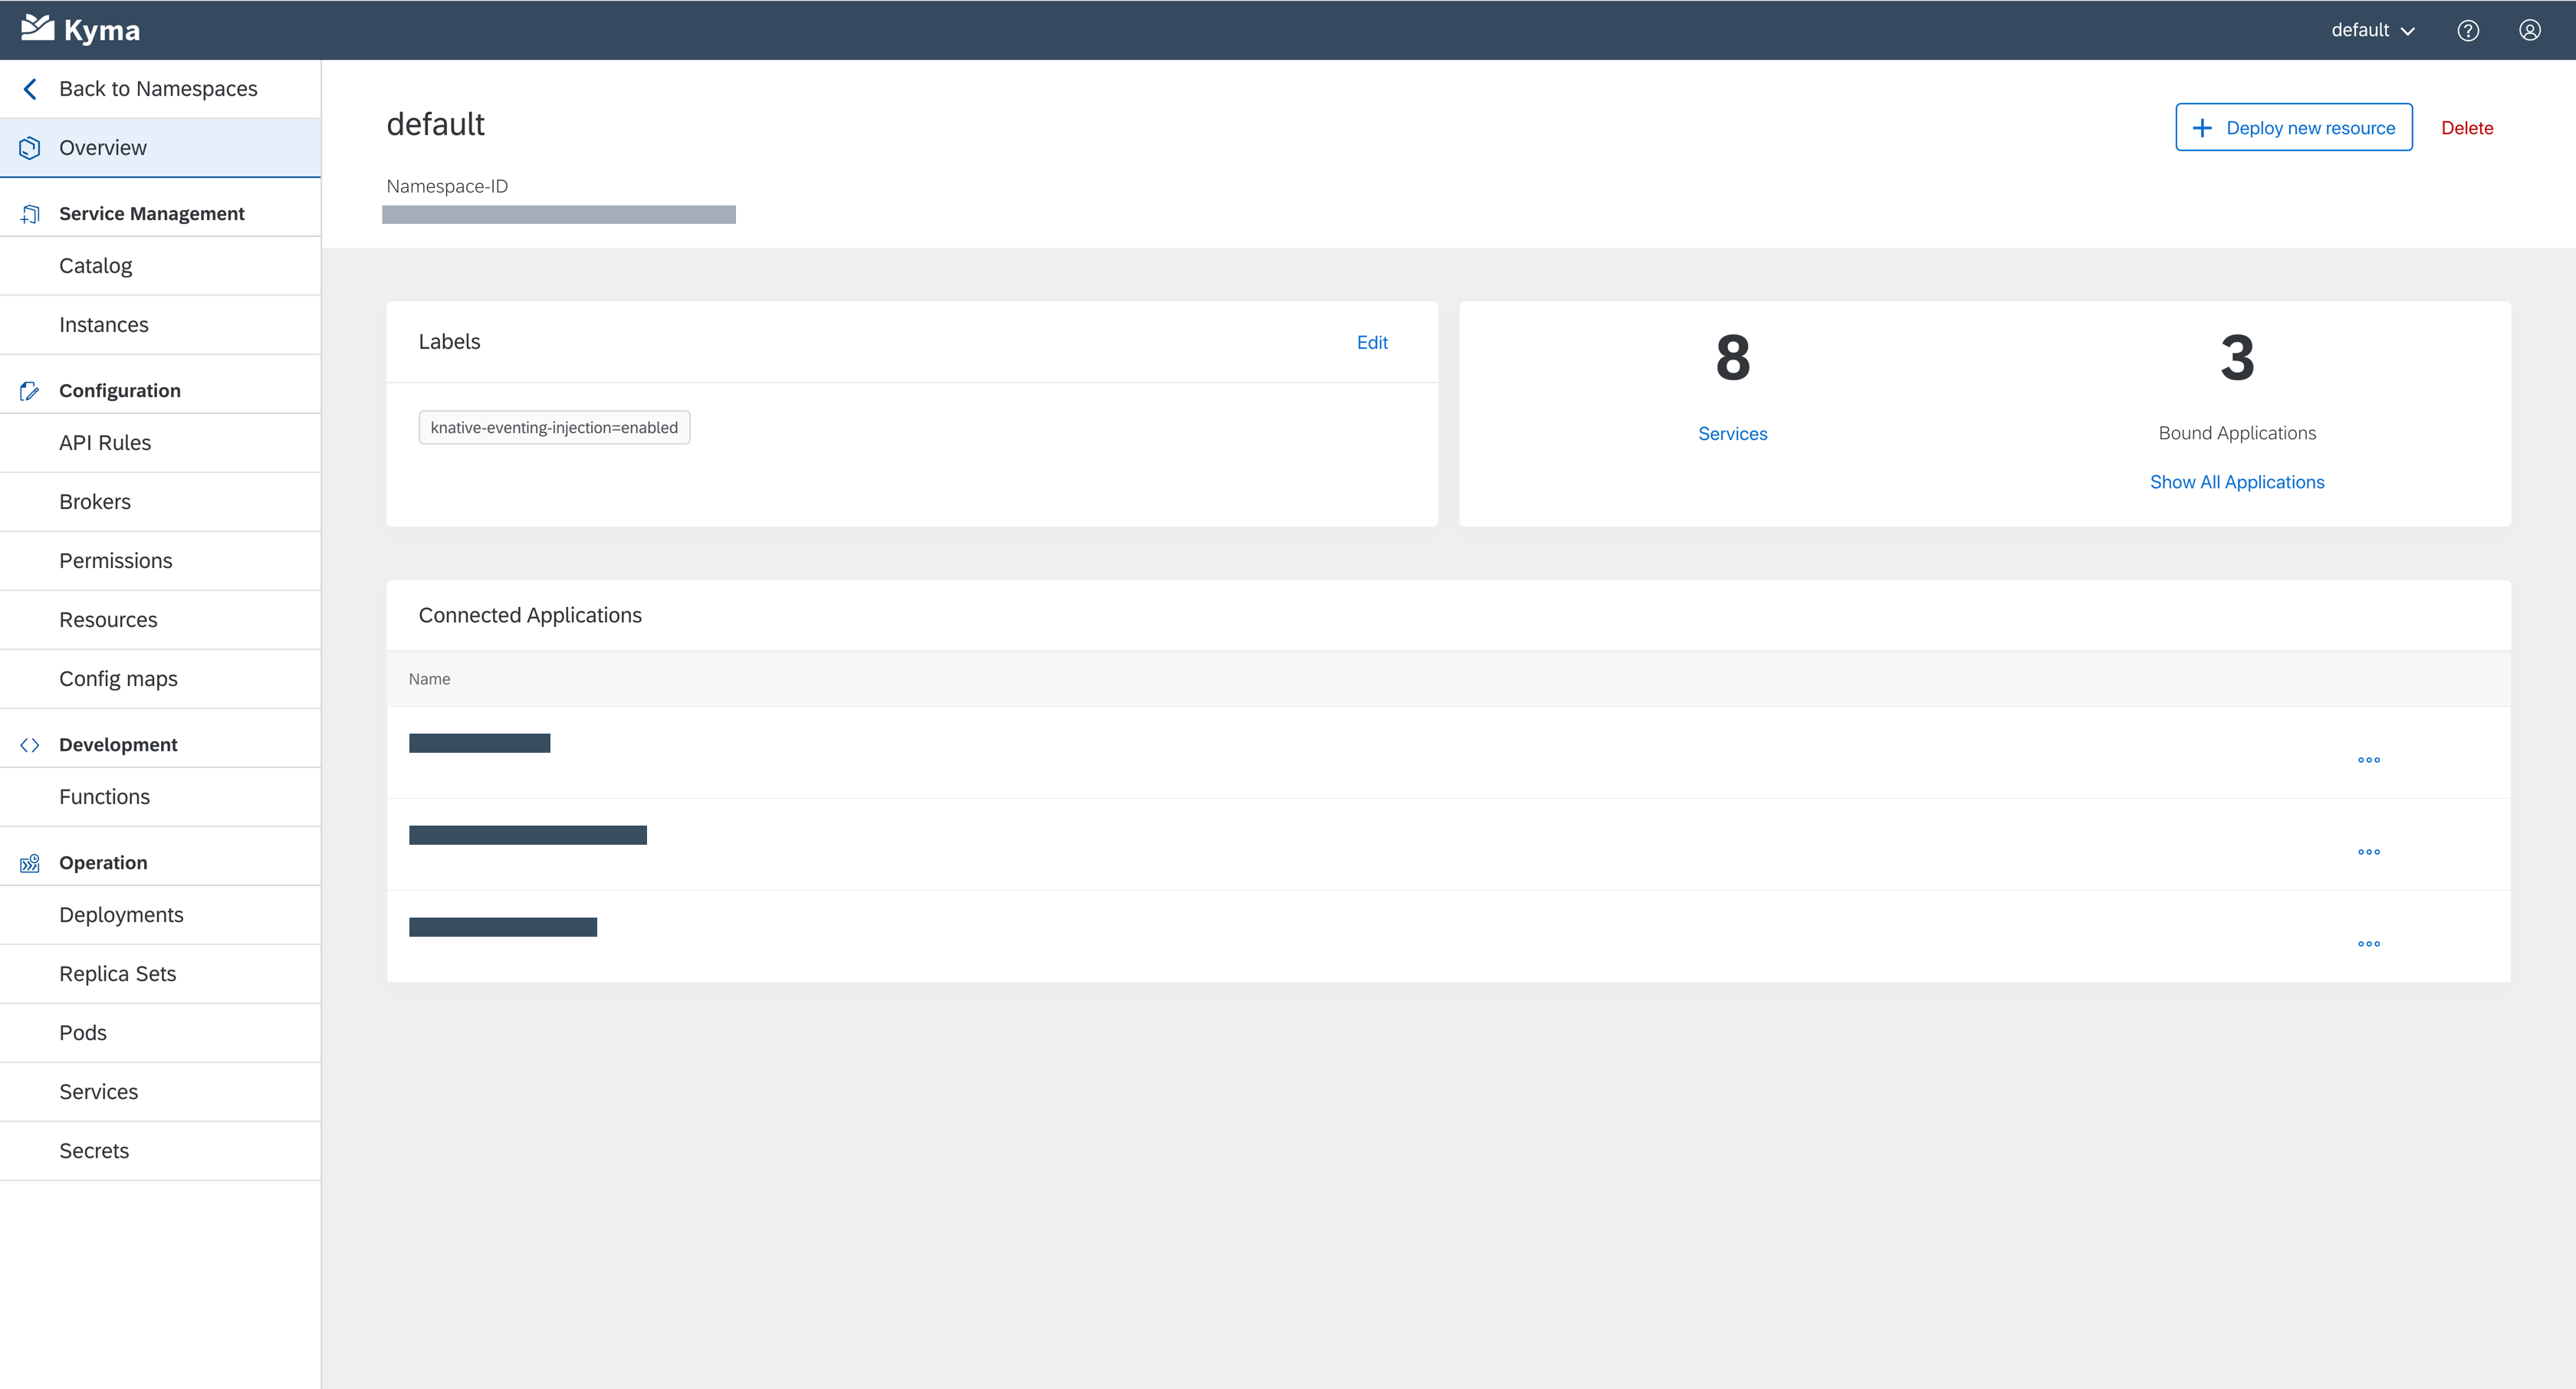 Kyma
default
Back to Namespaces
Overview
Service Management
Catalog
Instances
Configuration
API Rules
Brokers
Permissions
Resources
Config maps
Development
Functions
Operation
Deployments
Replica Sets
Pods
Services
Secrets
default
Deploy new resource
Delete
Namespace-ID
Labels
Edit
knative-eventing-injection=enabled
8
Services
3
Bound Applications
Show All Applications
Connected Applications
Name